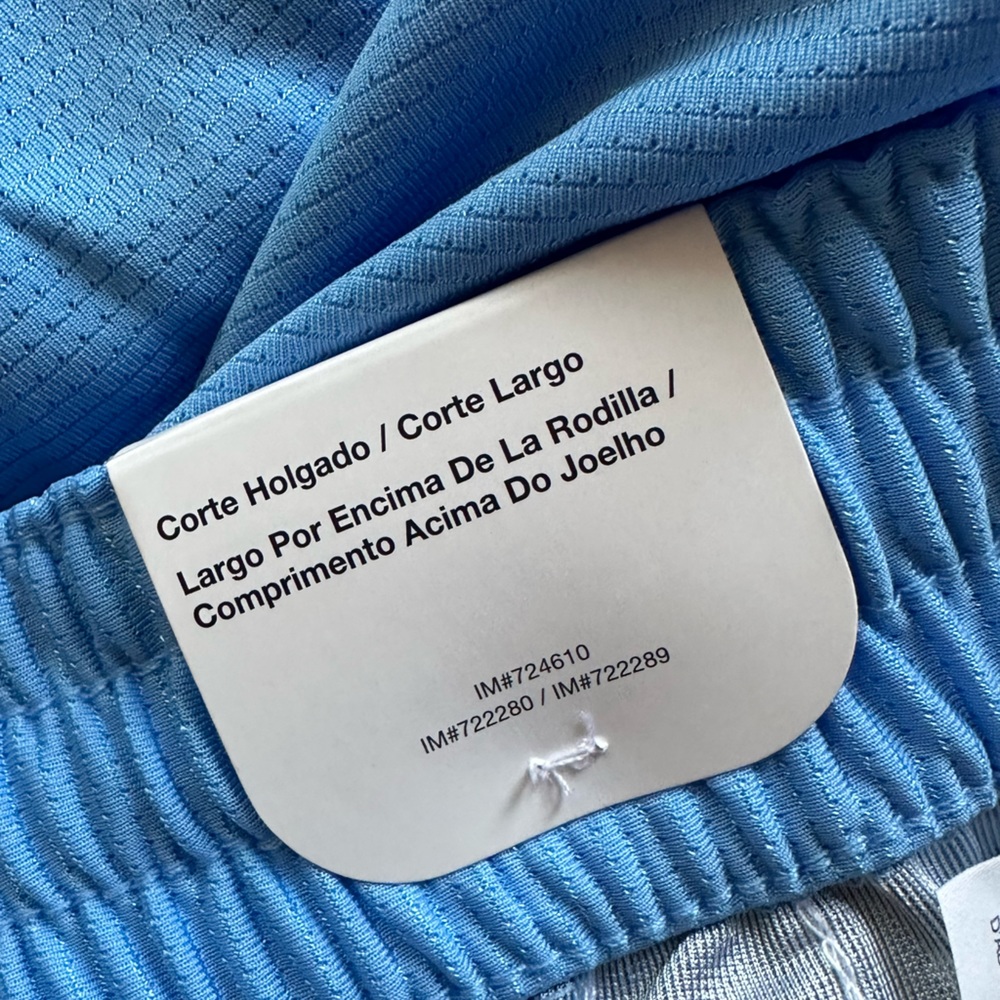 Corte Holgado / Corte Largo
Largo Por Encima De La Rodilla /
Comprimento Acima Do Joelho
IM#724610
IM#722280 / IM#722289